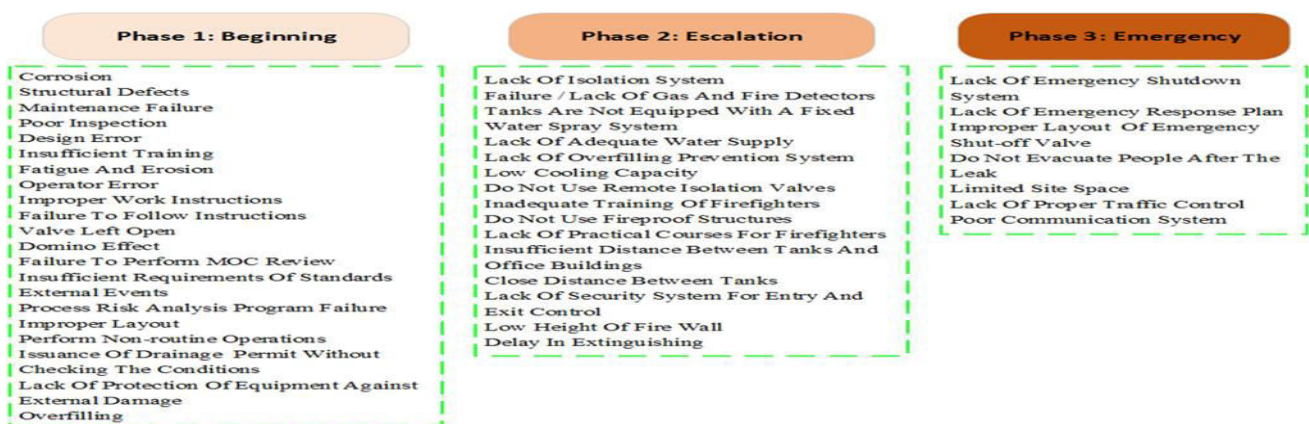 Phase 1: Beginning
Corrosion
Structural Defects
Maintenance Failure
Poor Inspection
Design Error
Insufficient Training
Fatigue And Erosion
Operator Error
Improper Work Instructions
Failure To Follow Instructions
Valve Left Open
Domino Effect
Failure To Perform MOC Review
Insufficient Requirements Of Standards
External Events
Process Risk Analysis Program Failure
Improper Layout
Perform Non-routine Operations
Issuance Of Drainage Permit Without
Checking The Conditions
Lack Of Protection Of Equipment Against
External Damage
Overfilling
Phase 2: Escalation
Lack Of Isolation System
Failure / Lack Of Gas And Fire Detectors
Tanks Are Not Equipped With A Fixed
Water Spray System
Lack Of Adequate Water Supply
Lack Of Overfilling Prevention System
Low Cooling Capacity
Do Not Use Remote Isolation Valves
Inadequate Training Of Firefighters
Do Not Use Fireproof Structures
Lack Of Practical Courses For Firefighters
Insufficient Distance Between Tanks And
Office Buildings
Close Distance Between Tanks
Lack Of Security System For Entry And
Exit Control
Low Height Of Fire Wall
Delay In Extinguishing
Phase 3: Emergency
Lack Of Emergency Shutdown
System
Lack Of Emergency Response Plan
Improper Layout Of Emergency
Shut-off Valve
Do Not Evacuate People After The
Leak
Limited Site Space
Lack Of Proper Traffic Control
Poor Communication System